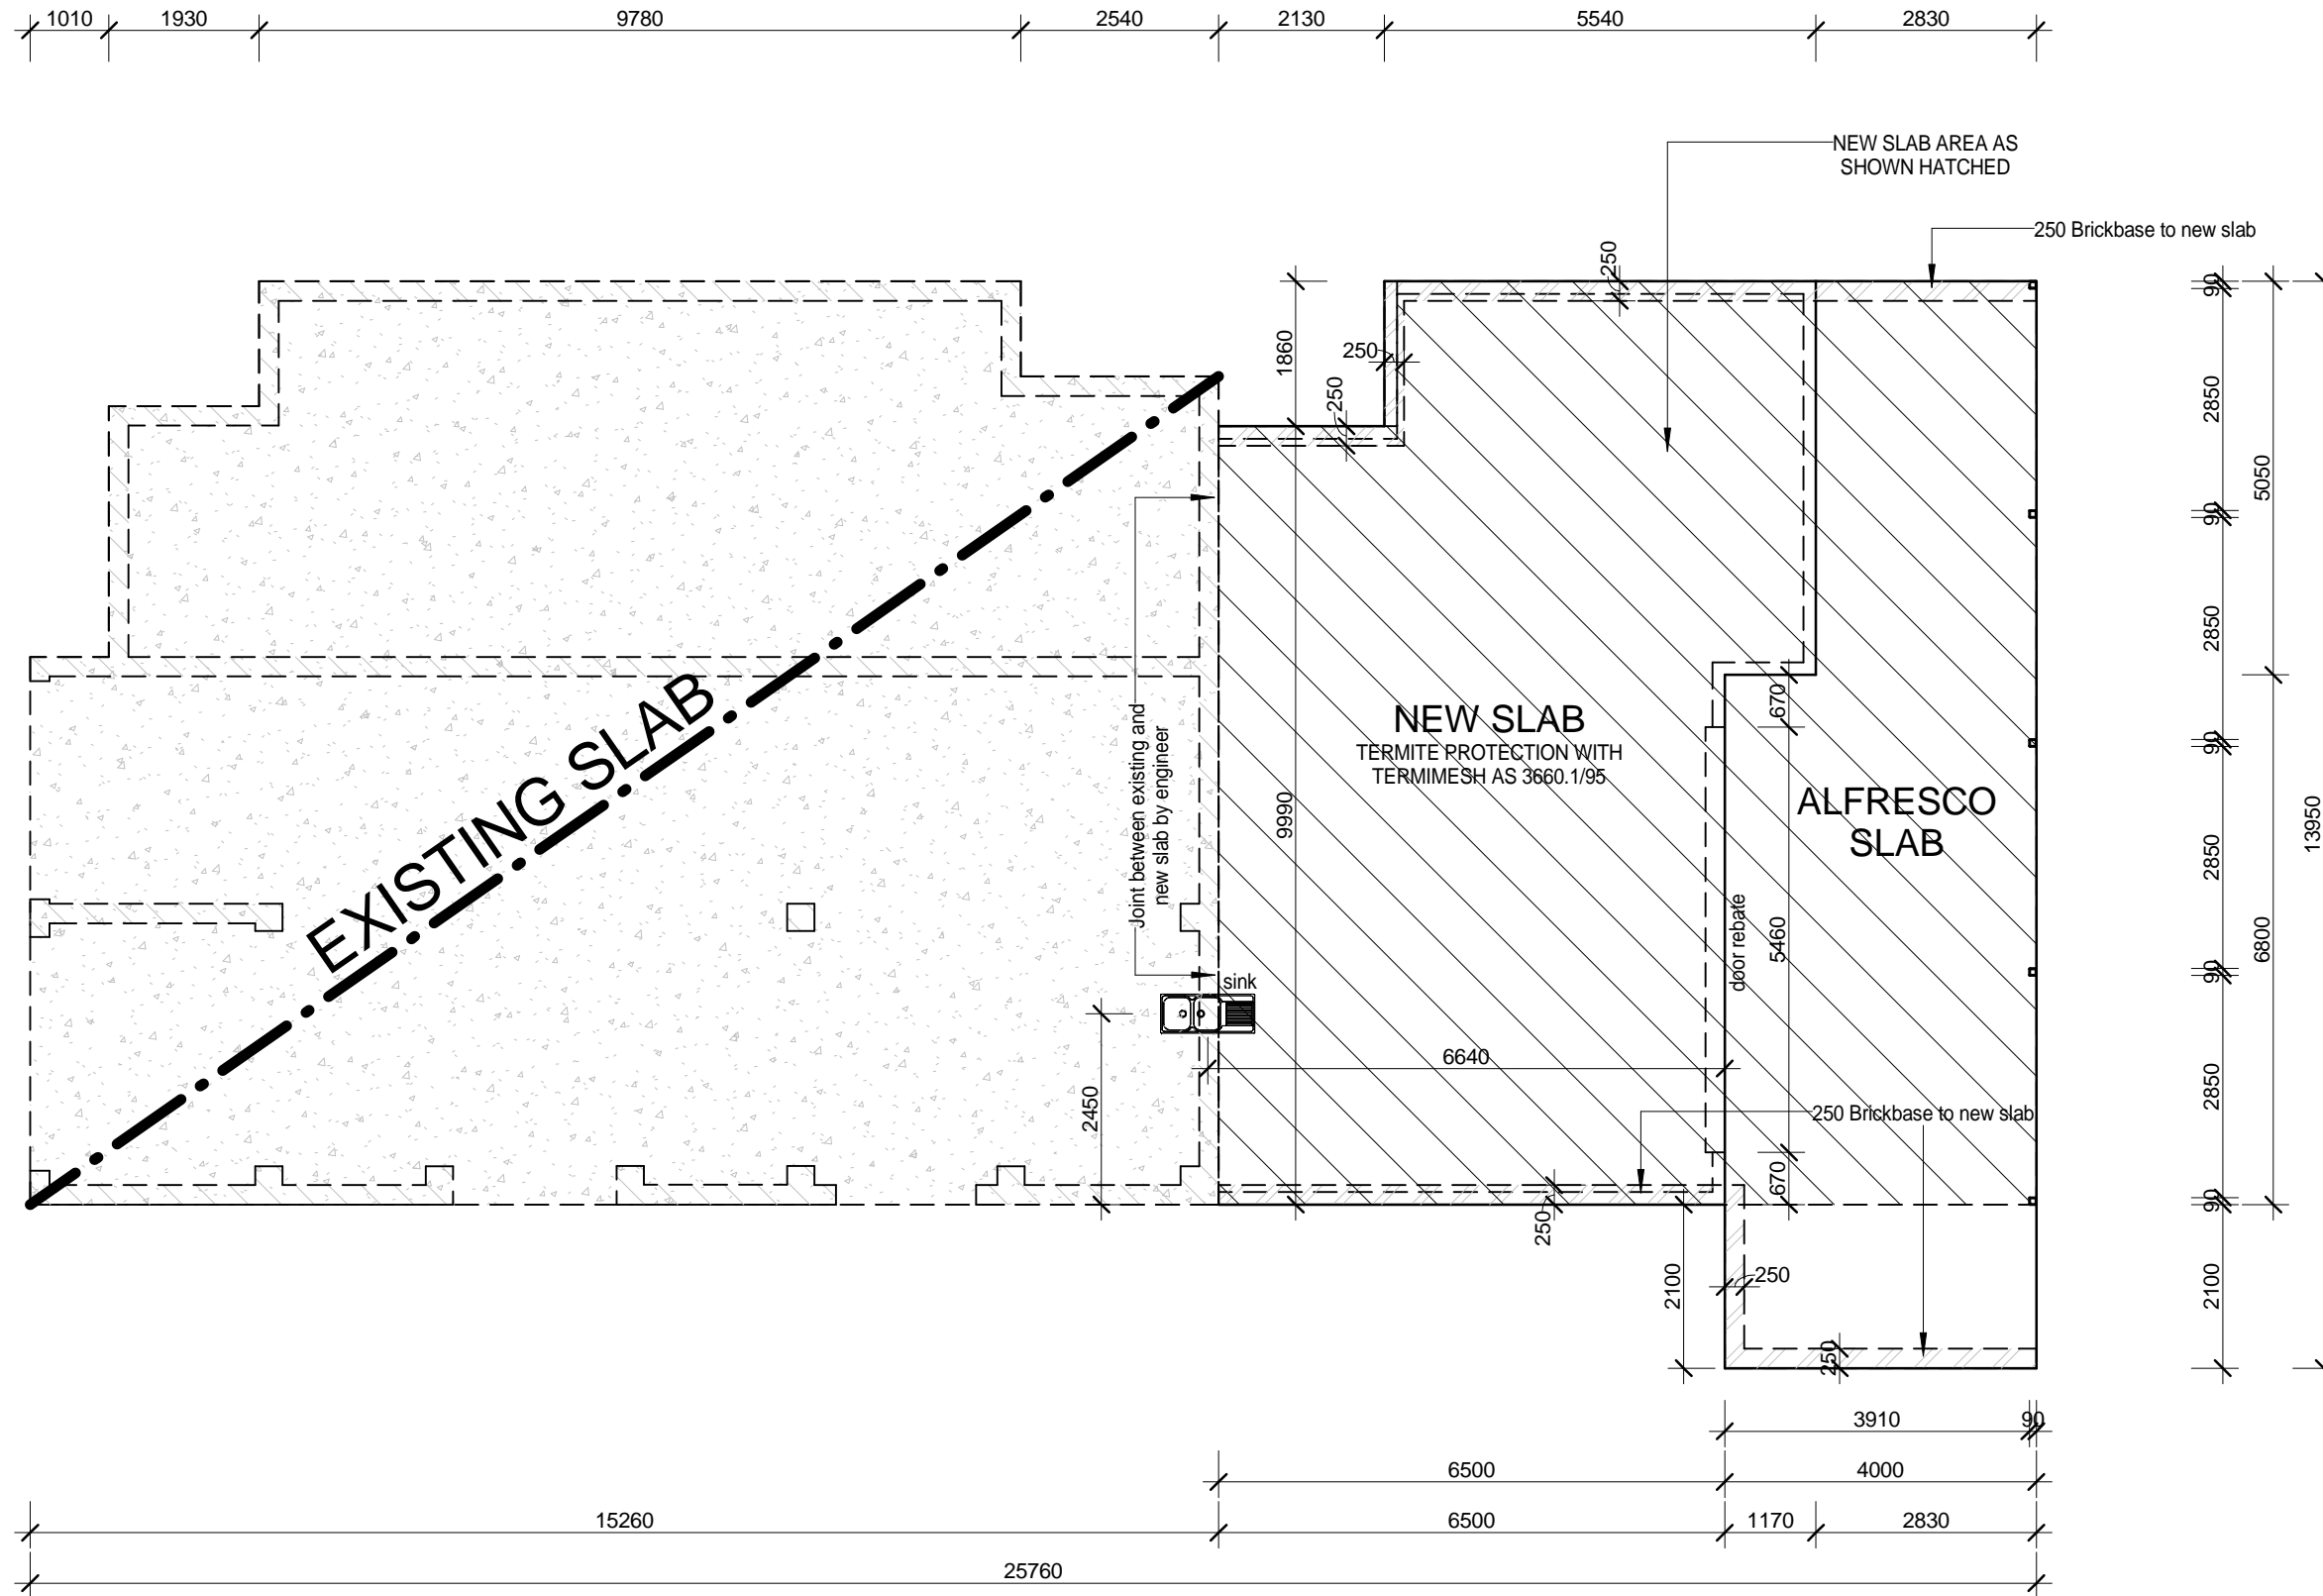 1010 1930 9780 2540 2130 5540 2830
NEW SLAB AREA AS
SHOWN HATCHED
250 Brickbase to new slab
250
90
1860
250
250
2850
5050
90
2850
670
NEW SLAB
TERMITE PROTECTION WITH
TERMIMESH AS 3660.1/95
90
EXISTING SLAB
Joint between existing and
new slab by engineer
9990
ALFRESCO
SLAB
2850
13950
door rebate
5460
6800
90
sink
6640
2450
2850
250 Brickbase to new slab
670
90
250
2100
250
2100
250
3910 90
6500 4000
15260 6500 1170 2830
25760